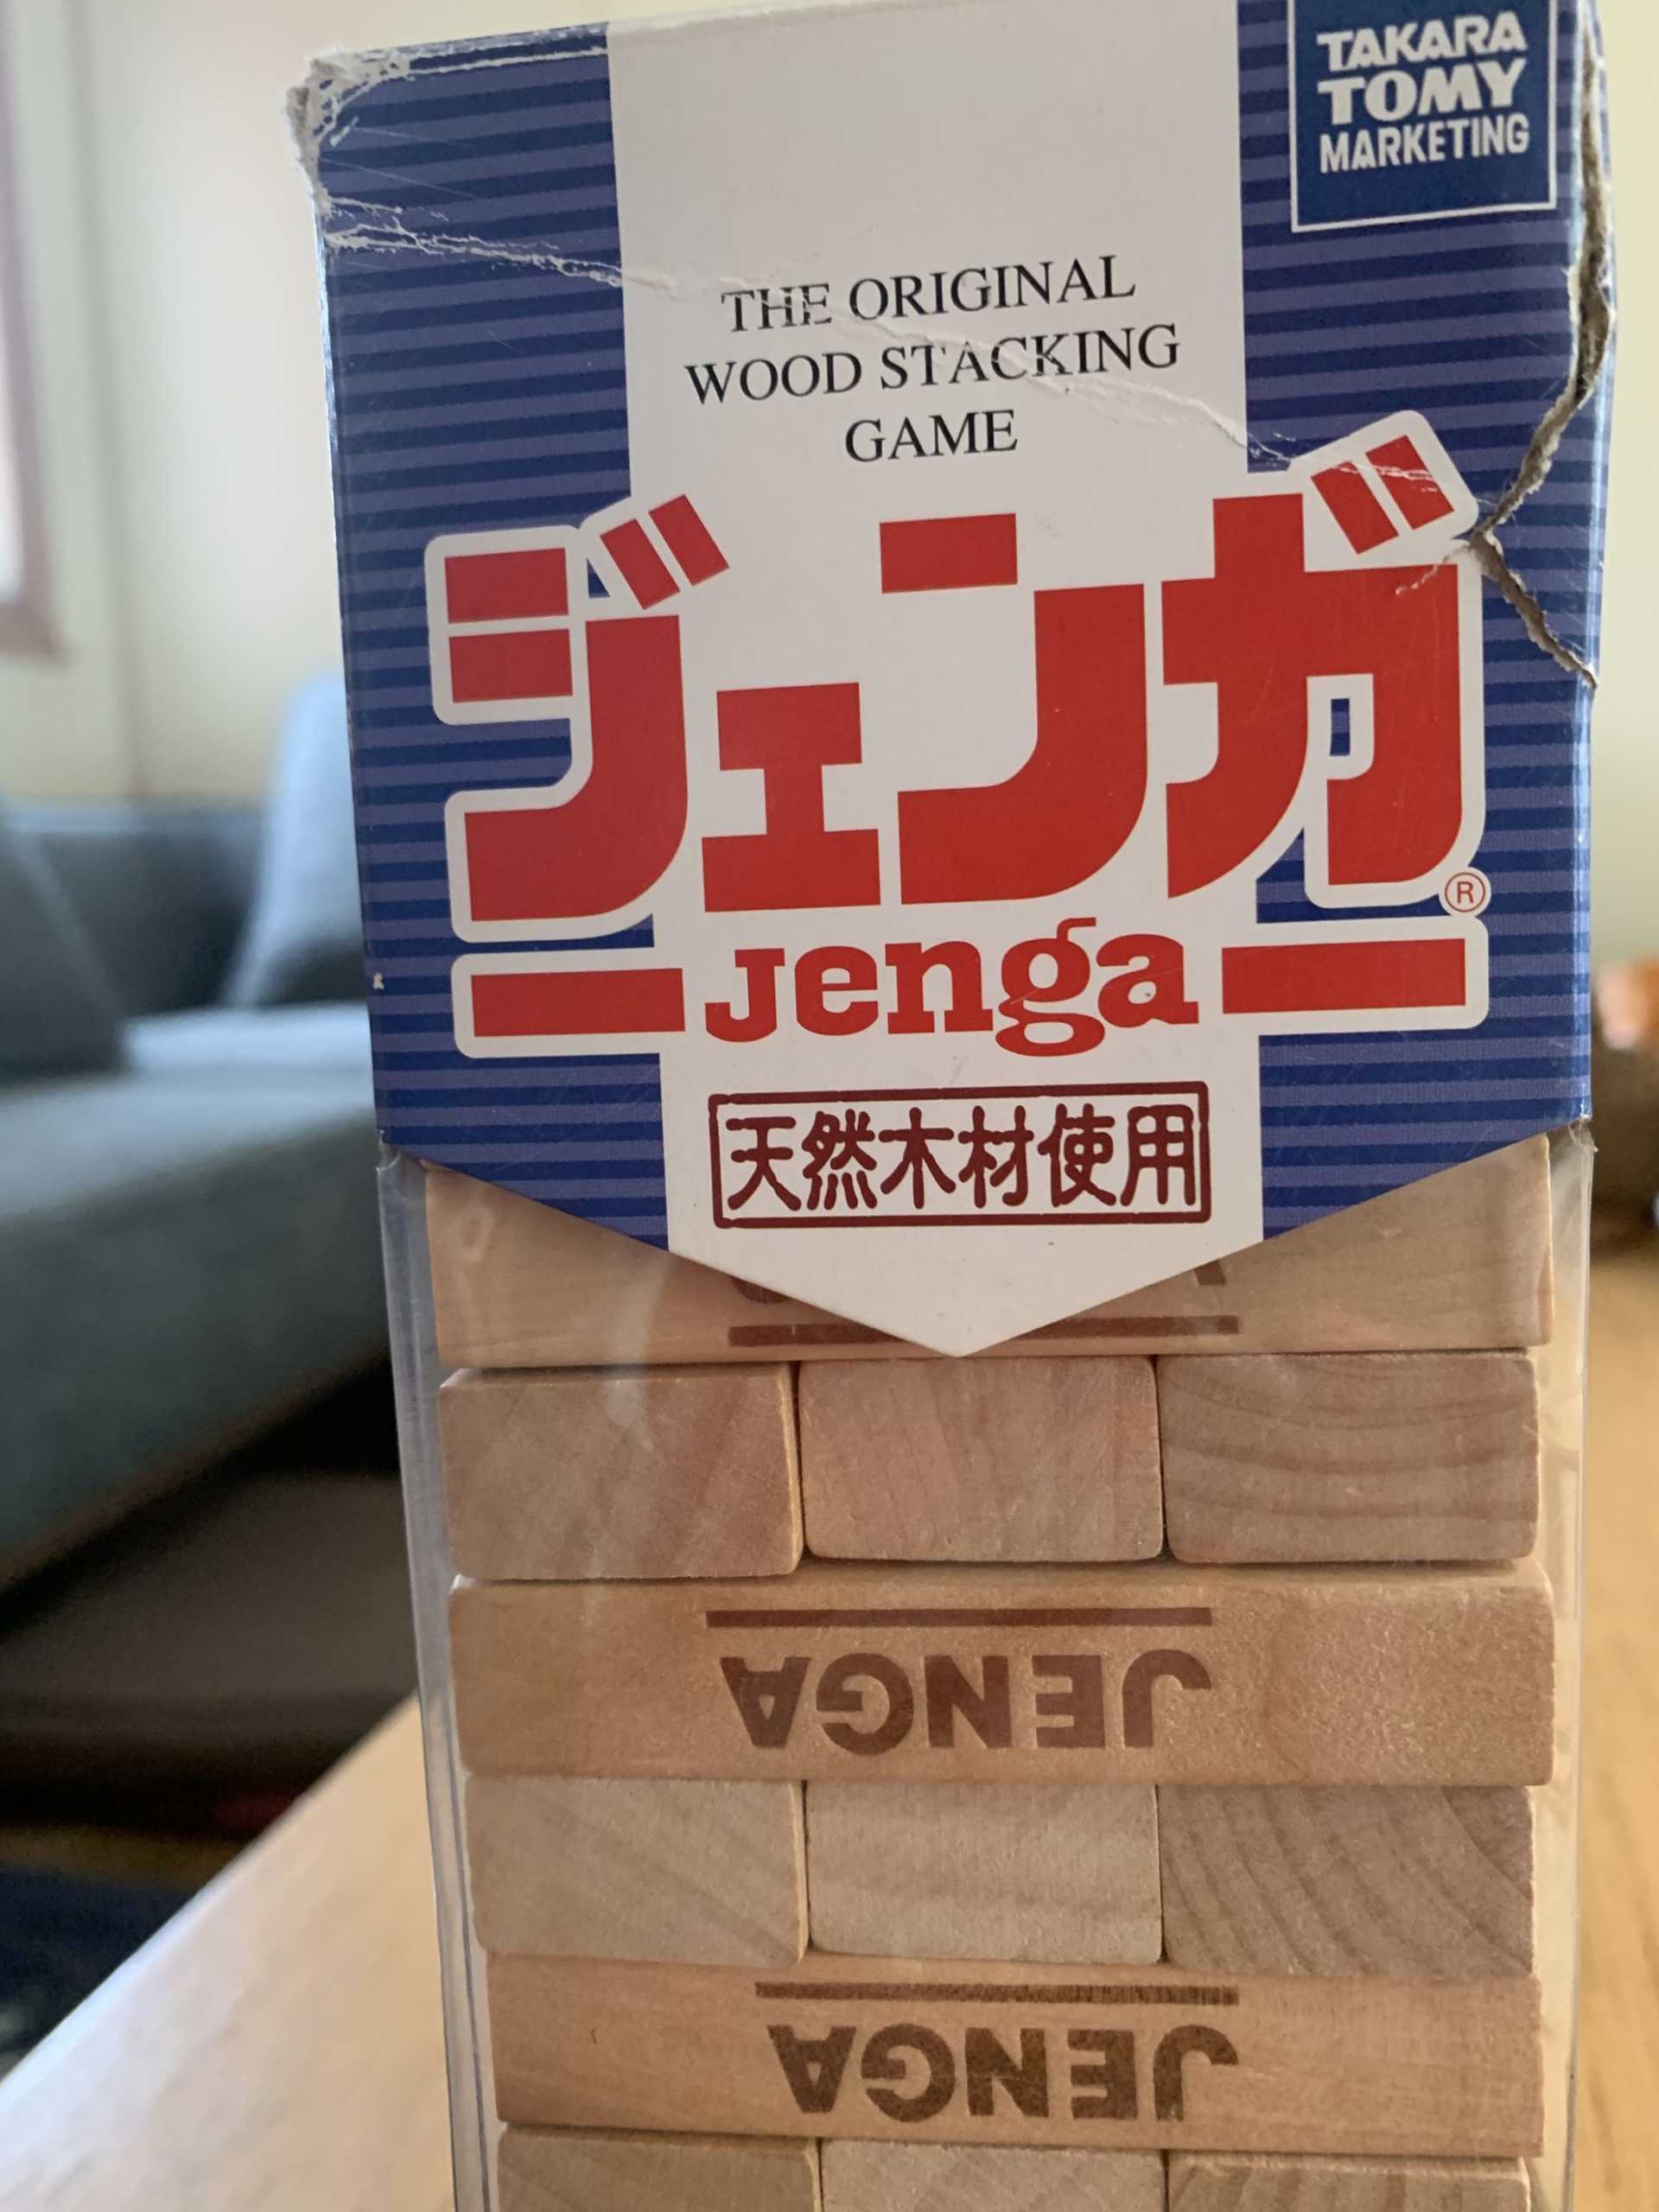 TAKARA
TOMY
MARKETING
THE ORIGINAL
WOOD STACKING
GAME
ジェンガ®
Jenga
天然木材使用
JENGA
JENGA